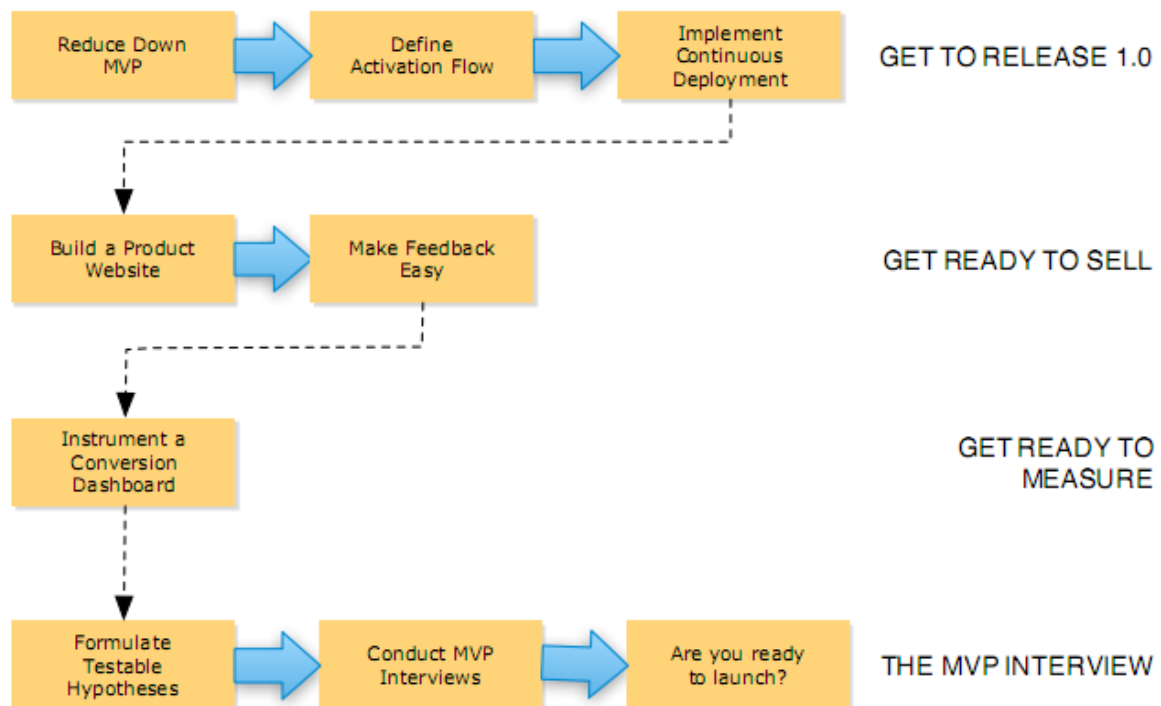 Reduce Down
MVP
Define
Activation Flow
Implement
Continuous
Deployment
GET TO RELEASE 1.0
Build a Product
Website
Make Feedback
Easy
GET READY TO SELL
Instrument a
Conversion
Dashboard
GET READY TO
MEASURE
Formulate
Testable
Hypotheses
Conduct MVP
Interviews
Are you ready
to launch?
THE MVP INTERVIEW